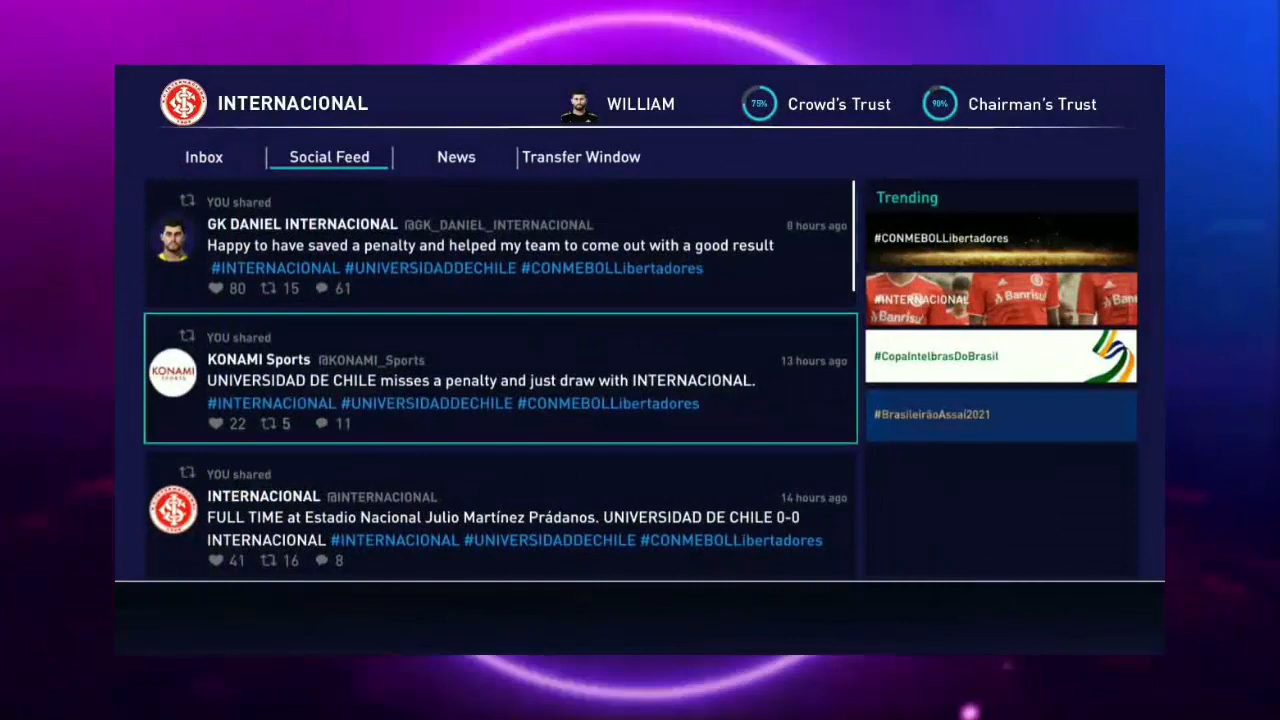 INTERNACIONAL
WILLIAM
75%
Crowd's Trust
90%
Chairman's Trust
Inbox
Social Feed
News
Transfer Window
YOU shared
GK DANIEL INTERNACIONAL @GK_DANIEL_INTERNACIONAL
8 hours ago
Happy to have saved a penalty and helped my team to come out with a good result
#INTERNACIONAL #UNIVERSIDADDECHILE #CONMEBOLLibertadores
80 15 61
YOU shared
KONAMI SPORTS
KONAMI Sports @KONAMI_Sports
13 hours ago
UNIVERSIDAD DE CHILE misses a penalty and just draw with INTERNACIONAL.
#INTERNACIONAL #UNIVERSIDADDECHILE #CONMEBOLLibertadores
22 5 11
YOU shared
INTERNACIONAL @INTERNACIONAL
14 hours ago
FULL TIME at Estadio Nacional Julio Martínez Prádanos. UNIVERSIDAD DE CHILE 0-0
INTERNACIONAL #INTERNACIONAL #UNIVERSIDADDECHILE #CONMEBOLLibertadores
41 16 8
Trending
#CONMEBOLLibertadores
#INTERNACIONAL
Banrisul
Banrisu
Ban
#CopaIntelbrasDoBrasil
#BrasileirãoAssaí2021